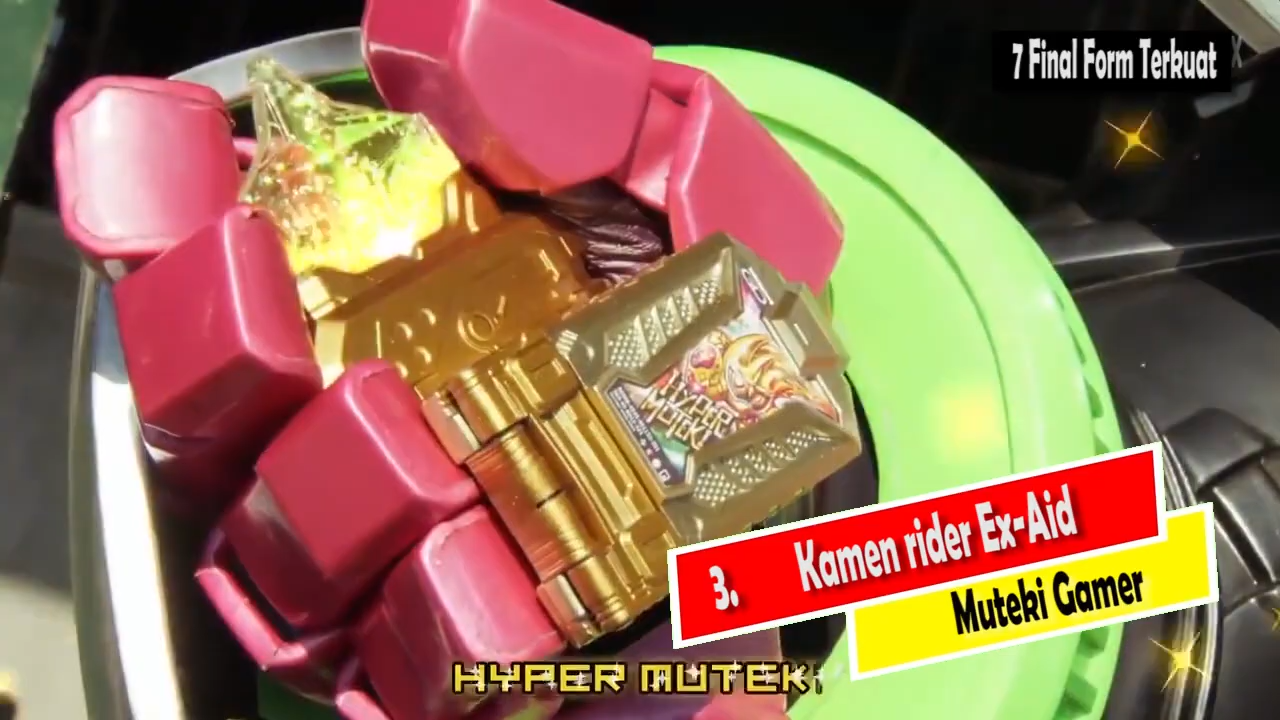 7 Final Form Terkuat
HYPER
MUTEKI
3. Kamen rider Ex-Aid
Muteki Gamer
HYPER MUTEKI